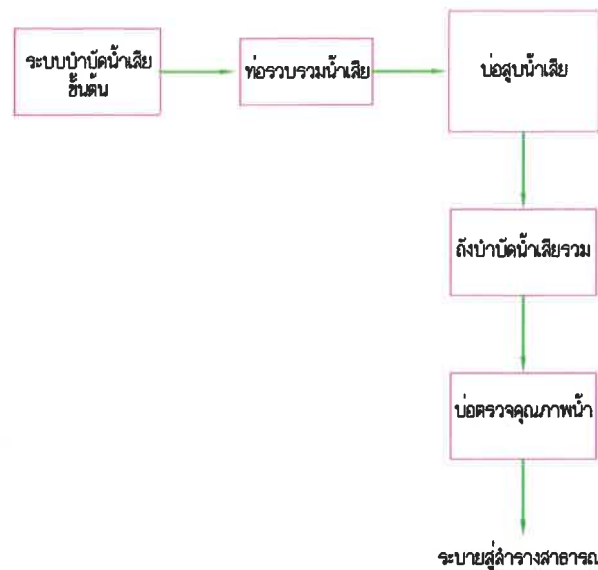 ระบบบำบัดน้ำเสีย
ขั้นต้น
ท่อรวบรวมน้ำเสีย
บ่อสูบน้ำเสีย
ถังบำบัดน้ำเสียรวม
บ่อตรวจคุณภาพน้ำ
ระบายสู่ลำรางสาธารณ